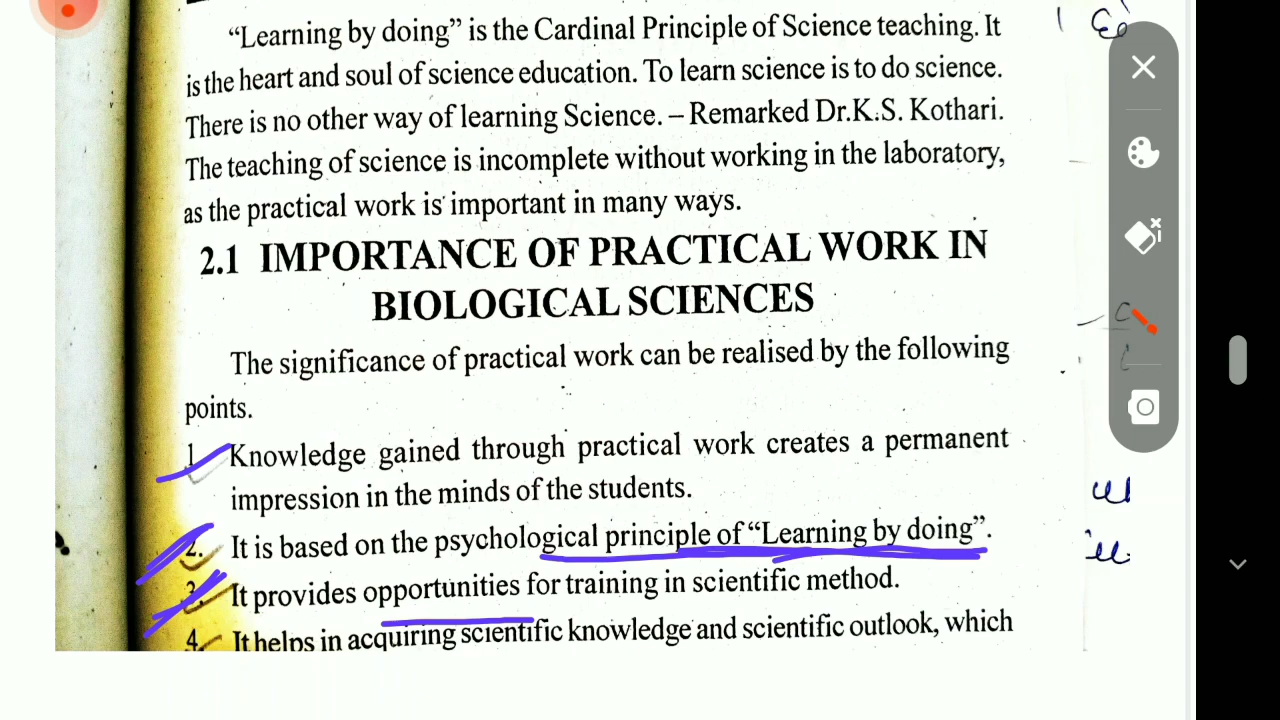 “Learning by doing” is the Cardinal Principle of Science teaching. It
is the heart and soul of science education. To learn science is to do science.
There is no other way of learning Science. – Remarked Dr.K.S. Kothari.
The teaching of science is incomplete without working in the laboratory,
as the practical work is important in many ways.
2.1 IMPORTANCE OF PRACTICAL WORK IN
BIOLOGICAL SCIENCES
The significance of practical work can be realised by the following
points.
1. Knowledge gained through practical work creates a permanent
impression in the minds of the students.
2. It is based on the psychological principle of “Learning by doing”.
3. It provides opportunities for training in scientific method.
4. It helps in acquiring scientific knowledge and scientific outlook, which